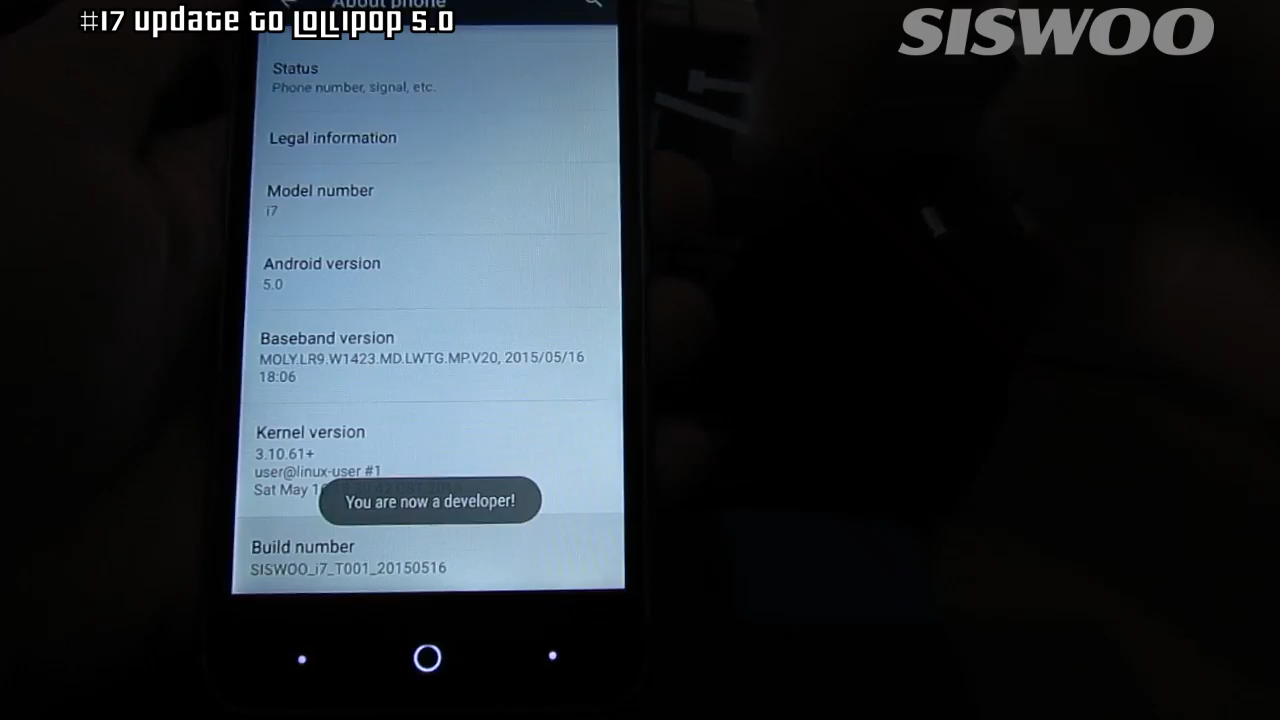 #i7 update to Lollipop 5.0
SISWOO
About phone
Status
Phone number, signal, etc.
Legal information
Model number
i7
Android version
5.0
Baseband version
MOLY.LR9.W1423.MD.LWTG.MP.V20, 2015/05/16
18:06
Kernel version
3.10.61+
user@linux-user #1
Sat May
You are now a developer!
Build number
SISWOO_i7_T001_20150516